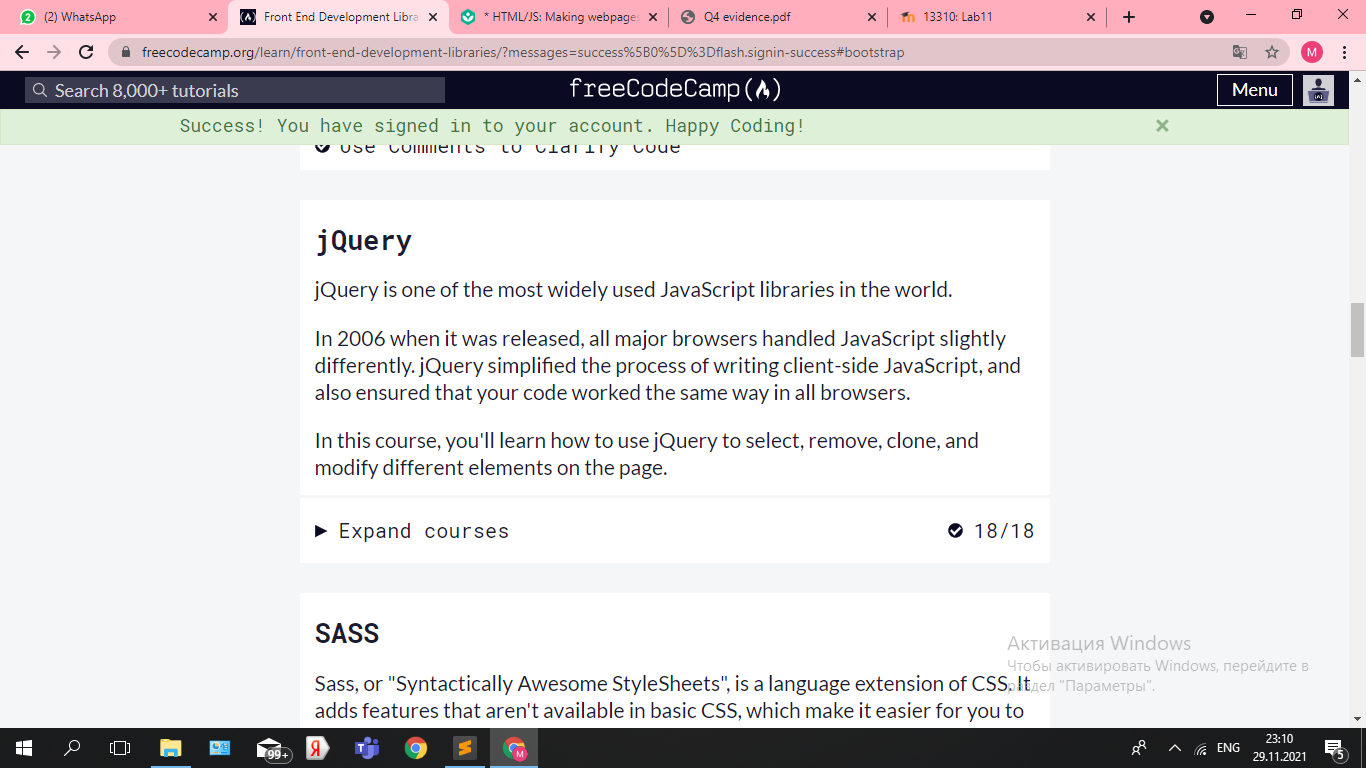 (2) WhatsApp
Front End Development Libra
* HTML/JS: Making webpages
Q4 evidence.pdf
13310: Lab11
freecodecamp.org/learn/front-end-development-libraries/?messages=success%5B0%5D%3Dflash.signin-success#bootstrap
M
Search 8,000+ tutorials
freeCodeCamp
Menu
Success! You have signed in to your account. Happy Coding!
Use Comments to Clarify Code
jQuery
jQuery is one of the most widely used JavaScript libraries in the world.
In 2006 when it was released, all major browsers handled JavaScript slightly
differently. jQuery simplified the process of writing client-side JavaScript, and
also ensured that your code worked the same way in all browsers.
In this course, you'll learn how to use jQuery to select, remove, clone, and
modify different elements on the page.
Expand courses
18/18
SASS
Sass, or "Syntactically Awesome StyleSheets", is a language extension of CSS. It
adds features that aren't available in basic CSS, which make it easier for you to
Активация Windows
Чтобы активировать Windows, перейдите в
раздел "Параметры".
99+
Я
M
ENG
23:10
29.11.2021
5